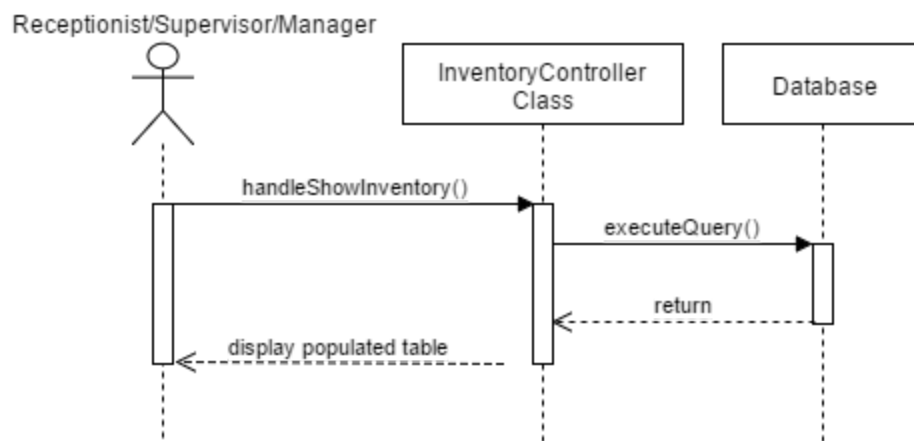 Receptionist/Supervisor/Manager
InventoryController
Class
Database
handleShowInventory()
executeQuery()
return
display populated table